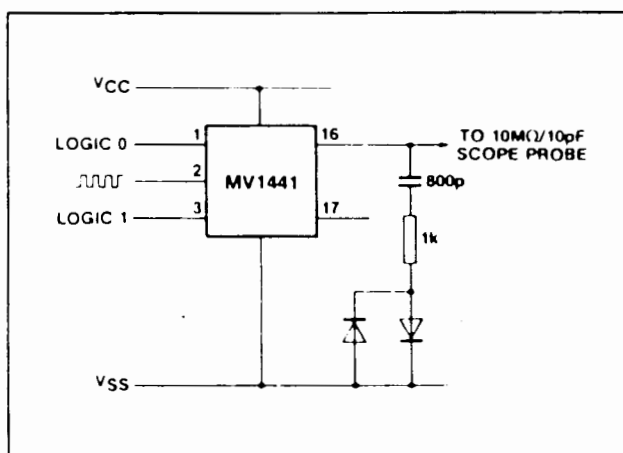 VCC
LOGIC 0
1
16
TO 10MΩ/10pF
SCOPE PROBE
2
MV1441
800p
LOGIC 1
3
17
1k
VSS